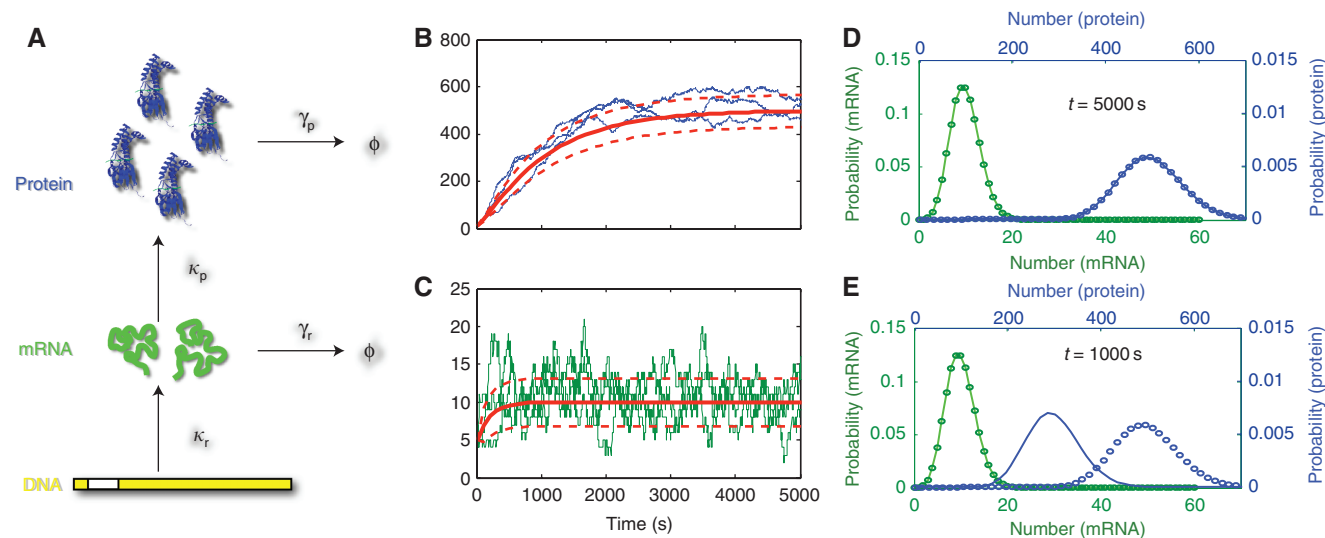 A
Protein
γp
ϕ
κp
mRNA
γr
ϕ
κr
DNA
B
800
600
400
200
0
C
25
20
15
10
5
0
0 1000 2000 3000 4000 5000
Time (s)
D
Number (protein)
0 200 400 600
0.15
0.1
0.05
0
Probability (mRNA)
t = 5000 s
0.015
0.01
0.005
0
Probability (protein)
0 20 40 60
Number (mRNA)
E
Number (protein)
0 200 400 600
0.15
0.1
0.05
0
Probability (mRNA)
t = 1000 s
0.015
0.01
0.005
0
Probability (protein)
0 20 40 60
Number (mRNA)